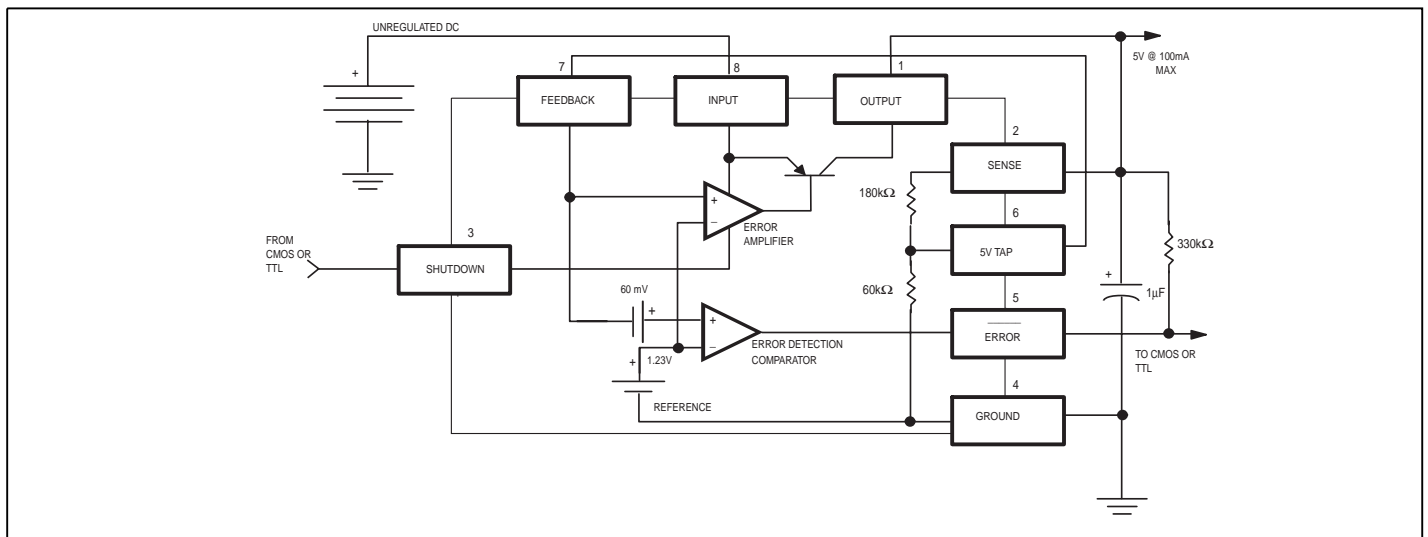 UNREGULATED DC
+
7
8
1
5V @ 100mA
MAX
FEEDBACK
INPUT
OUTPUT
2
SENSE
180kΩ
+
−
ERROR
AMPLIFIER
6
5V TAP
330kΩ
3
FROM
CMOS OR
TTL
SHUTDOWN
60 mV
+
60kΩ
+
1µF
5
+
−
ERROR DETECTION
COMPARATOR
ERROR
TO CMOS OR
TTL
+
1.23V
REFERENCE
4
GROUND